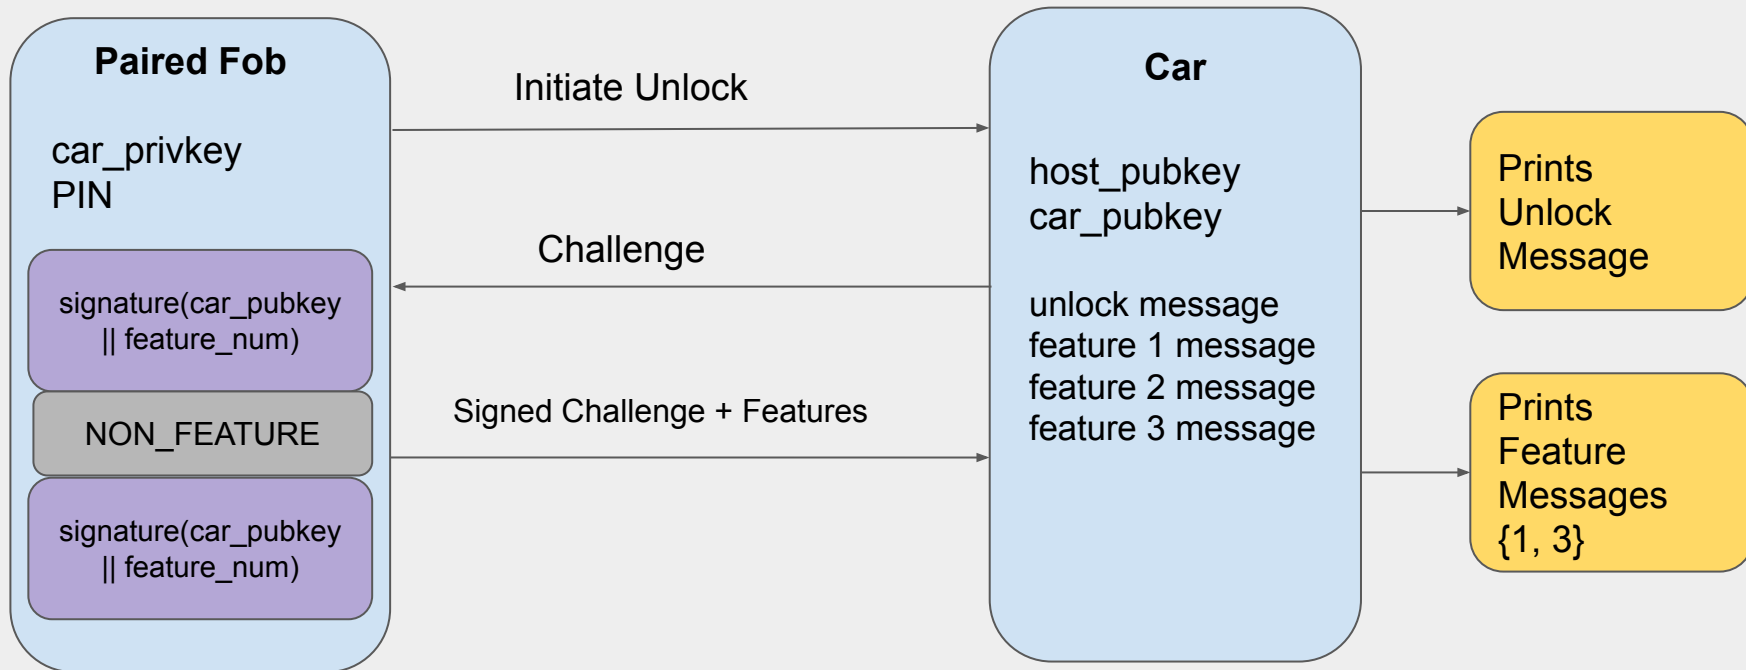 Paired Fob
car_privkey
PIN
signature(car_pubkey
|| feature_num)
NON_FEATURE
signature(car_pubkey
|| feature_num)
Initiate Unlock
Challenge
Signed Challenge + Features
Car
host_pubkey
car_pubkey
unlock message
feature 1 message
feature 2 message
feature 3 message
Prints
Unlock
Message
Prints
Feature
Messages
{1, 3}